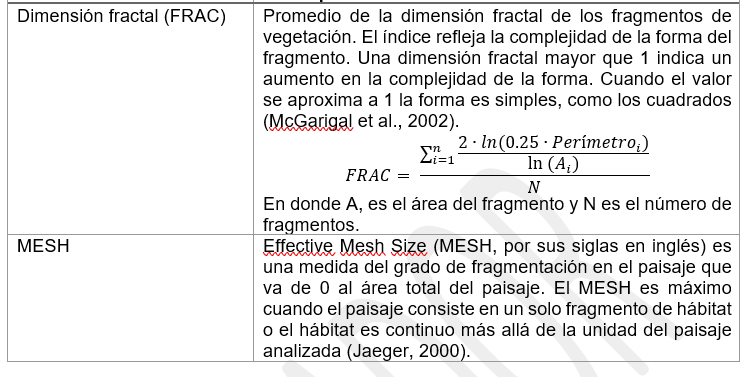 Dimensión fractal (FRAC)
Promedio de la dimensión fractal de los fragmentos de
vegetación. El índice refleja la complejidad de la forma del
fragmento. Una dimensión fractal mayor que 1 indica un
aumento en la complejidad de la forma. Cuando el valor
se aproxima a 1 la forma es simples, como los cuadrados
(McGarigal et al., 2002).
FRAC = \frac{\sum_{i=1}^{n} \frac{2 \cdot ln(0.25 \cdot Perímetro_i)}{\ln (A_i)}}{N}
En donde A, es el área del fragmento y N es el número de
fragmentos.
MESH
Effective Mesh Size (MESH, por sus siglas en inglés) es
una medida del grado de fragmentación en el paisaje que
va de 0 al área total del paisaje. El MESH es máximo
cuando el paisaje consiste en un solo fragmento de hábitat
o el hábitat es continuo más allá de la unidad del paisaje
analizada (Jaeger, 2000).